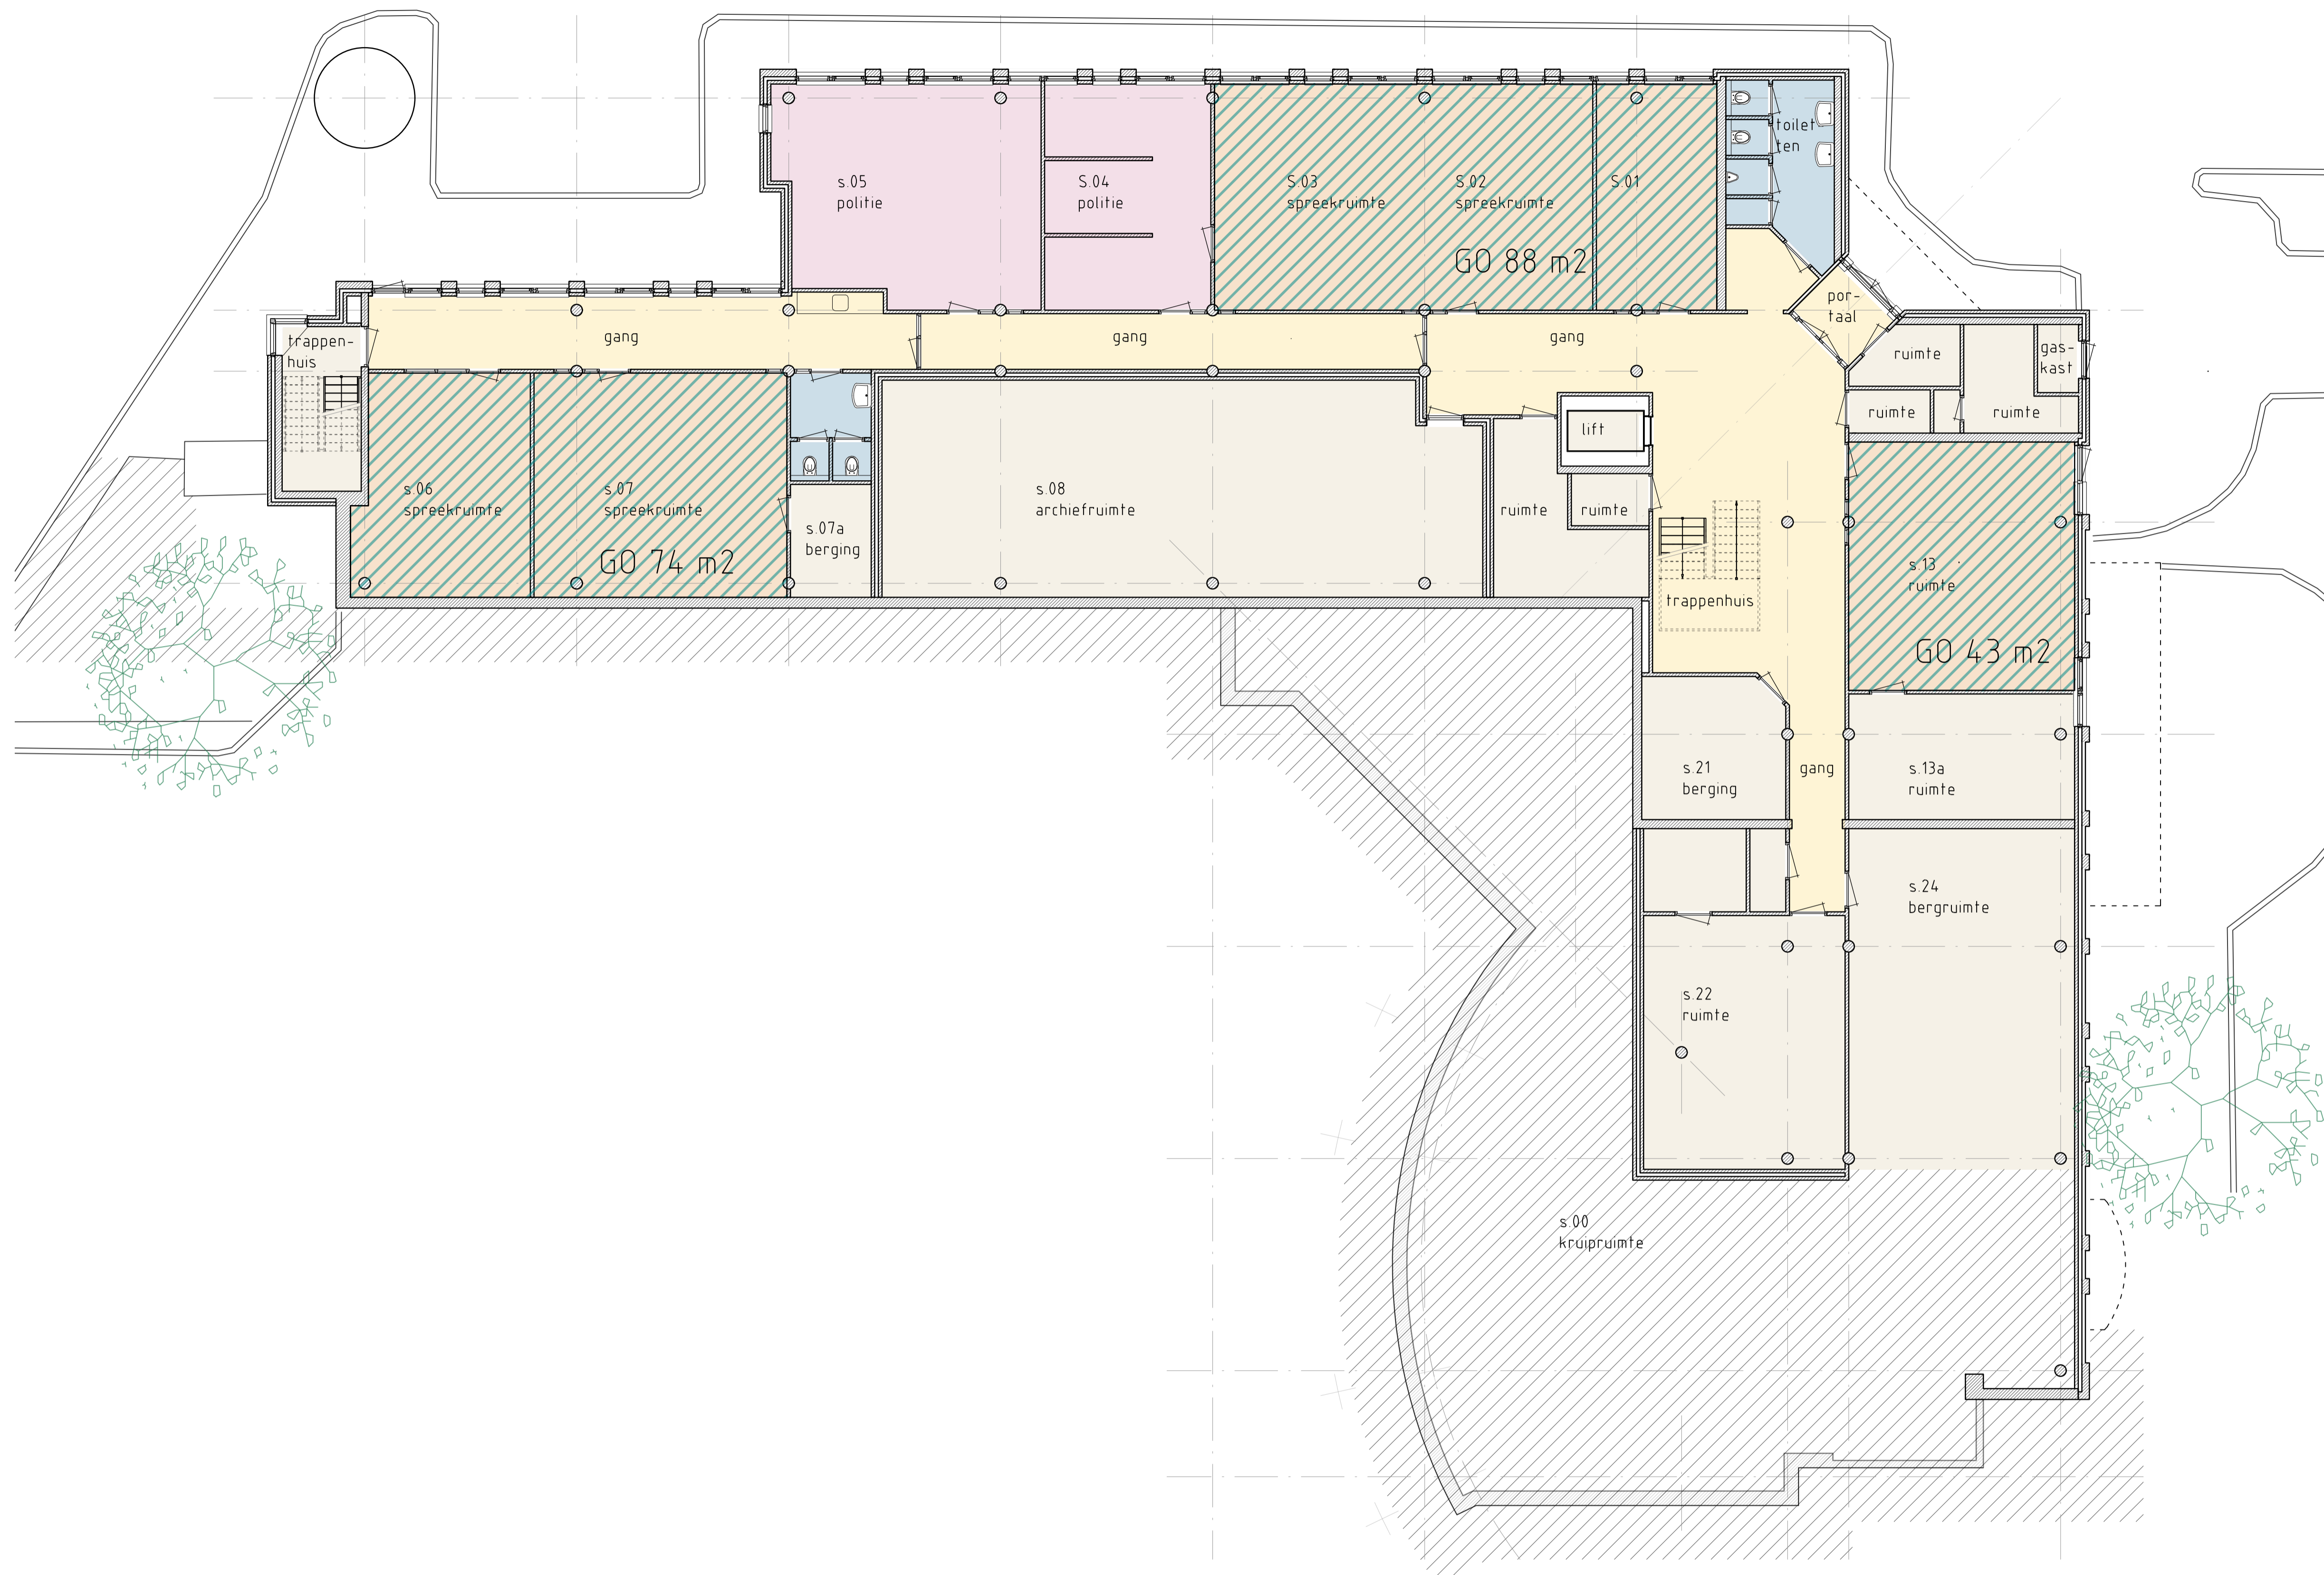 toilet
ten
s.05
politie
S.04
politie
S.03
spreekruimte
S.02
spreekruimte
S.01
GO 88 m2
por-
taal
trappen-
huis
gang
gang
gang
ruimte
gas-
kast
ruimte
ruimte
lift
s.06
spreekruimte
s.07
spreekruimte
GO 74 m2
s.07a
berging
s.08
archiefruimte
ruimte
ruimte
trappenhuis
s.13
ruimte
GO 43 m2
s.21
berging
gang
s.13a
ruimte
s.24
bergruimte
s.22
ruimte
s.00
kruipruimte